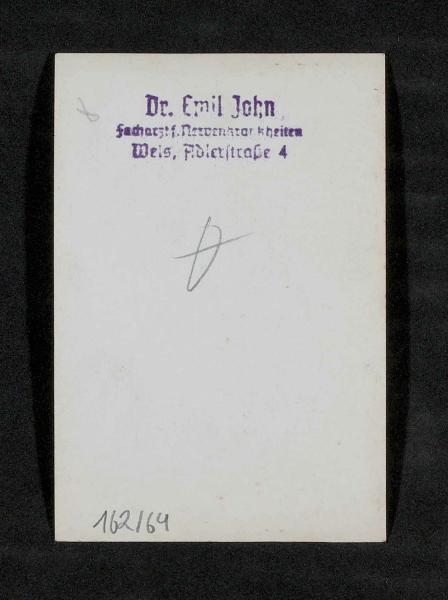 Dr. Emil John
Facharzt f. Nervenkrankheiten
Wels, Adlerstraße 4
162/64